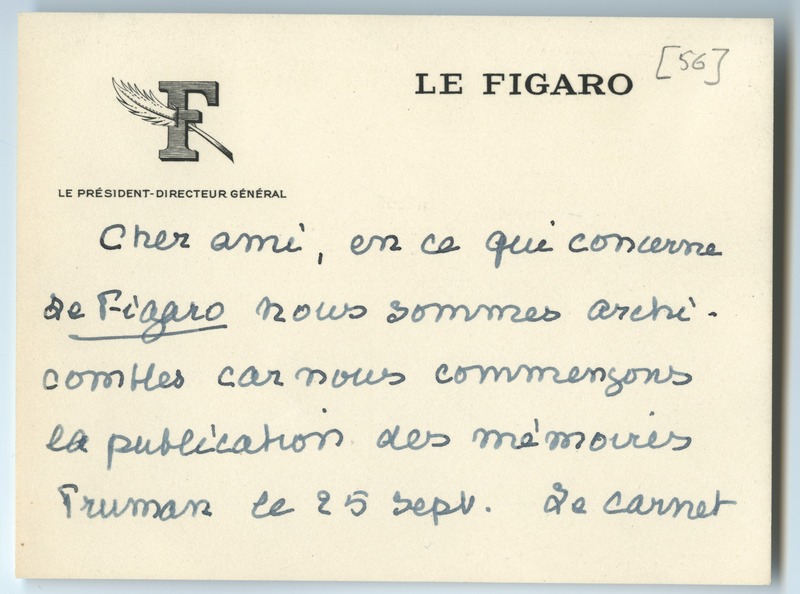 [56]
LE FIGARO
F
LE PRÉSIDENT-DIRECTEUR GÉNÉRAL
Cher ami, en ce qui concerne
Le Figaro nous sommes archi-
combles car nous commençons
la publication des mémoires
Truman le 25 sept. Le carnet